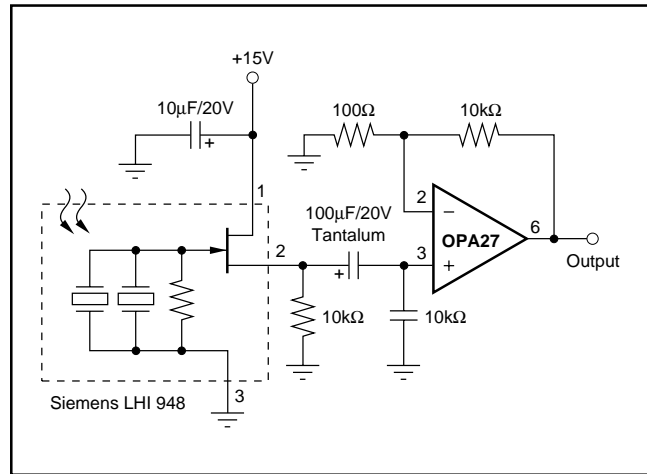 +15V
10µF/20V
+
100Ω
10kΩ
1
2
−
6
100µF/20V
Tantalum
2
OPA27
3
+
+
Output
10kΩ
10kΩ
3
Siemens LHI 948